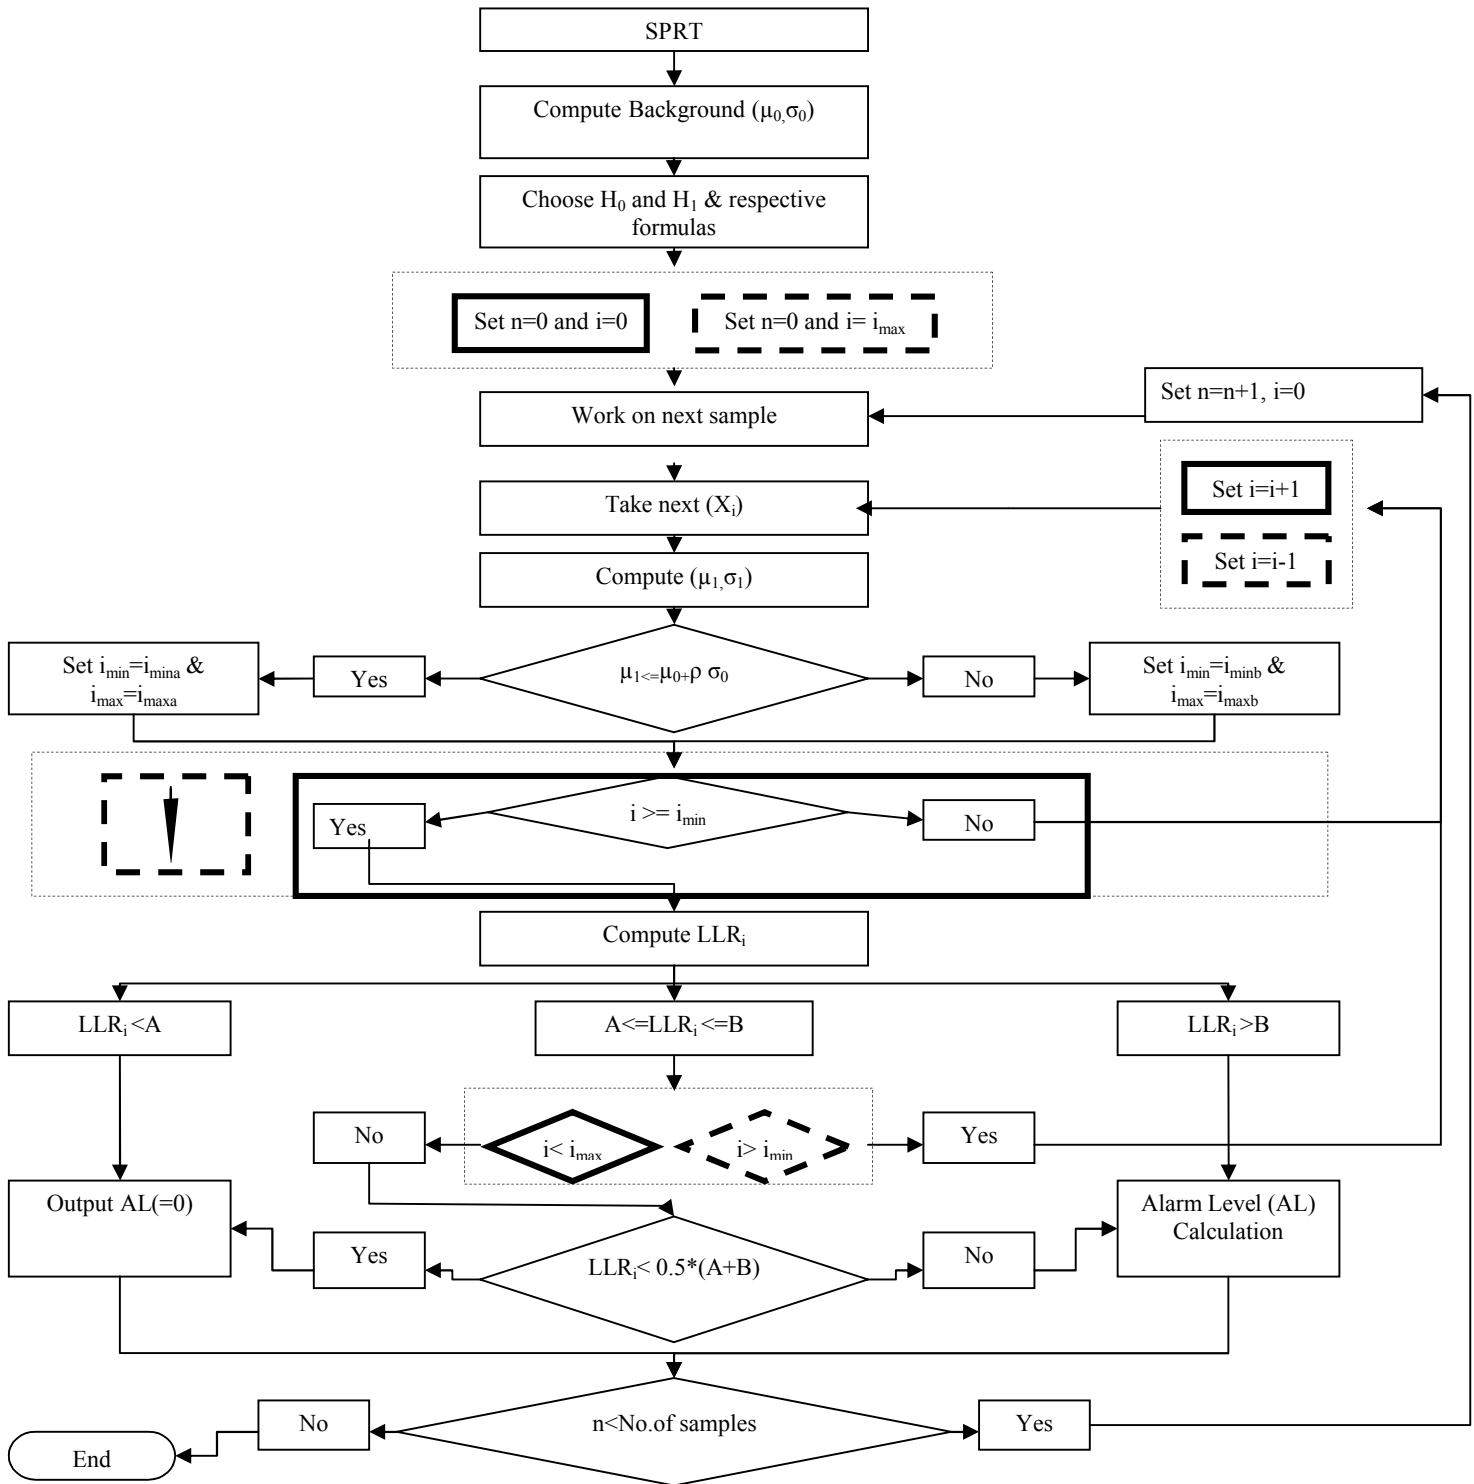 SPRT
Compute Background (μ₀,σ₀)
Choose H₀ and H₁ & respective
formulas
Set n=0 and i=0
Set n=0 and i= iₘₐₓ
Work on next sample
Set n=n+1, i=0
Take next (Xᵢ)
Set i=i+1
Set i=i-1
Compute (μ₁,σ₁)
Set iₘᵢₙ=iₘᵢₙₐ &
iₘₐₓ=iₘₐₓₐ
Yes
μ₁<=μ₀+ρ σ₀
No
Set i_min=i_minb &
i_max=i_maxb
Yes
i >= iₘᵢₙ
No
Compute LLRᵢ
LLRᵢ <A
A<=LLRᵢ <=B
LLRᵢ >B
No
i< iₘₐₓ
i> iₘᵢₙ
Yes
Output AL(=0)
Yes
LLRᵢ< 0.5*(A+B)
No
Alarm Level (AL)
Calculation
No
n<No.of samples
Yes
End